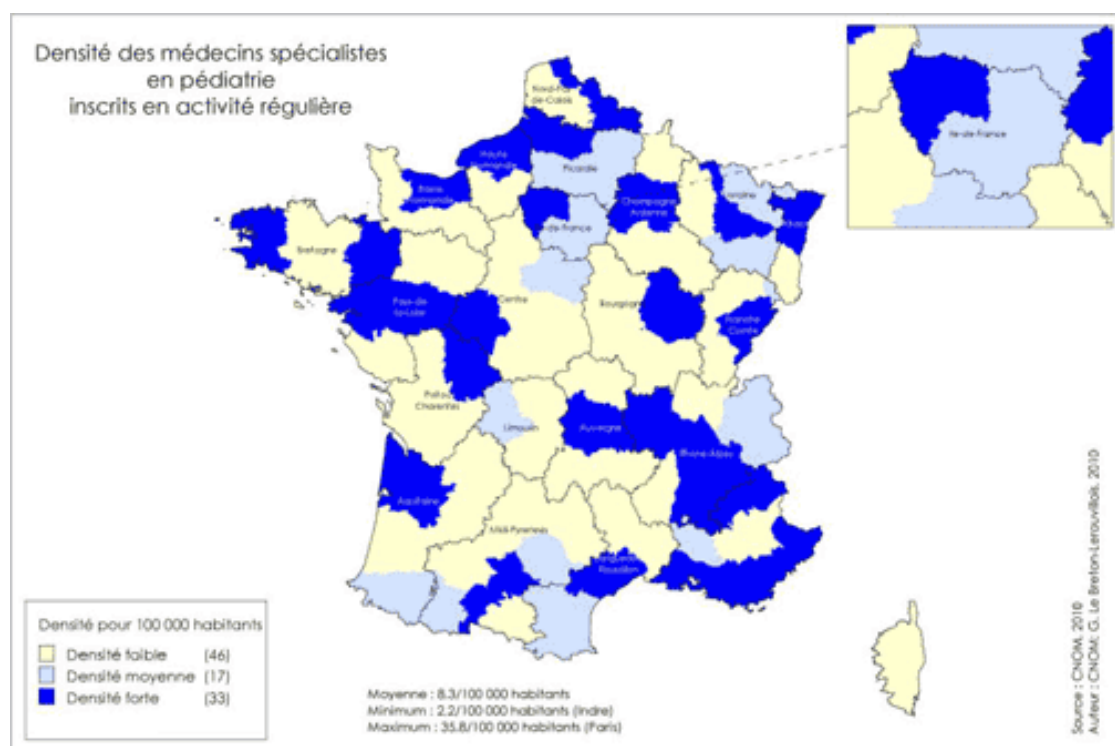 Densité des médecins spécialistes
en pédiatrie
inscrits en activité régulière
Nord-Pas
de-Calais
Haute
Normandie
Picardie
Basse
Normandie
Champagne
Ardenne
Lorraine
Alsace
-de-France
Bretagne
Pays-de
la-Loire
Centre
Bourgogne
Franche
Comté
Poitou
Charentes
Limousin
Auvergne
Rhone-Alpes
Aquitaine
Midi-Pyrennées
Languedoc
Roussillon
Ile-de-France
Densité pour 100 000 habitants
Densité faible (46)
Densité moyenne (17)
Densité forte (33)
Moyenne : 8.3/100 000 habitants
Minimum : 2.2/100 000 habitants (Indre)
Maximum : 35.8/100 000 habitants (Paris)
Source : CNOM, 2010
Auteur : CNOM: G. Le Breton-Lerouvillois, 2010